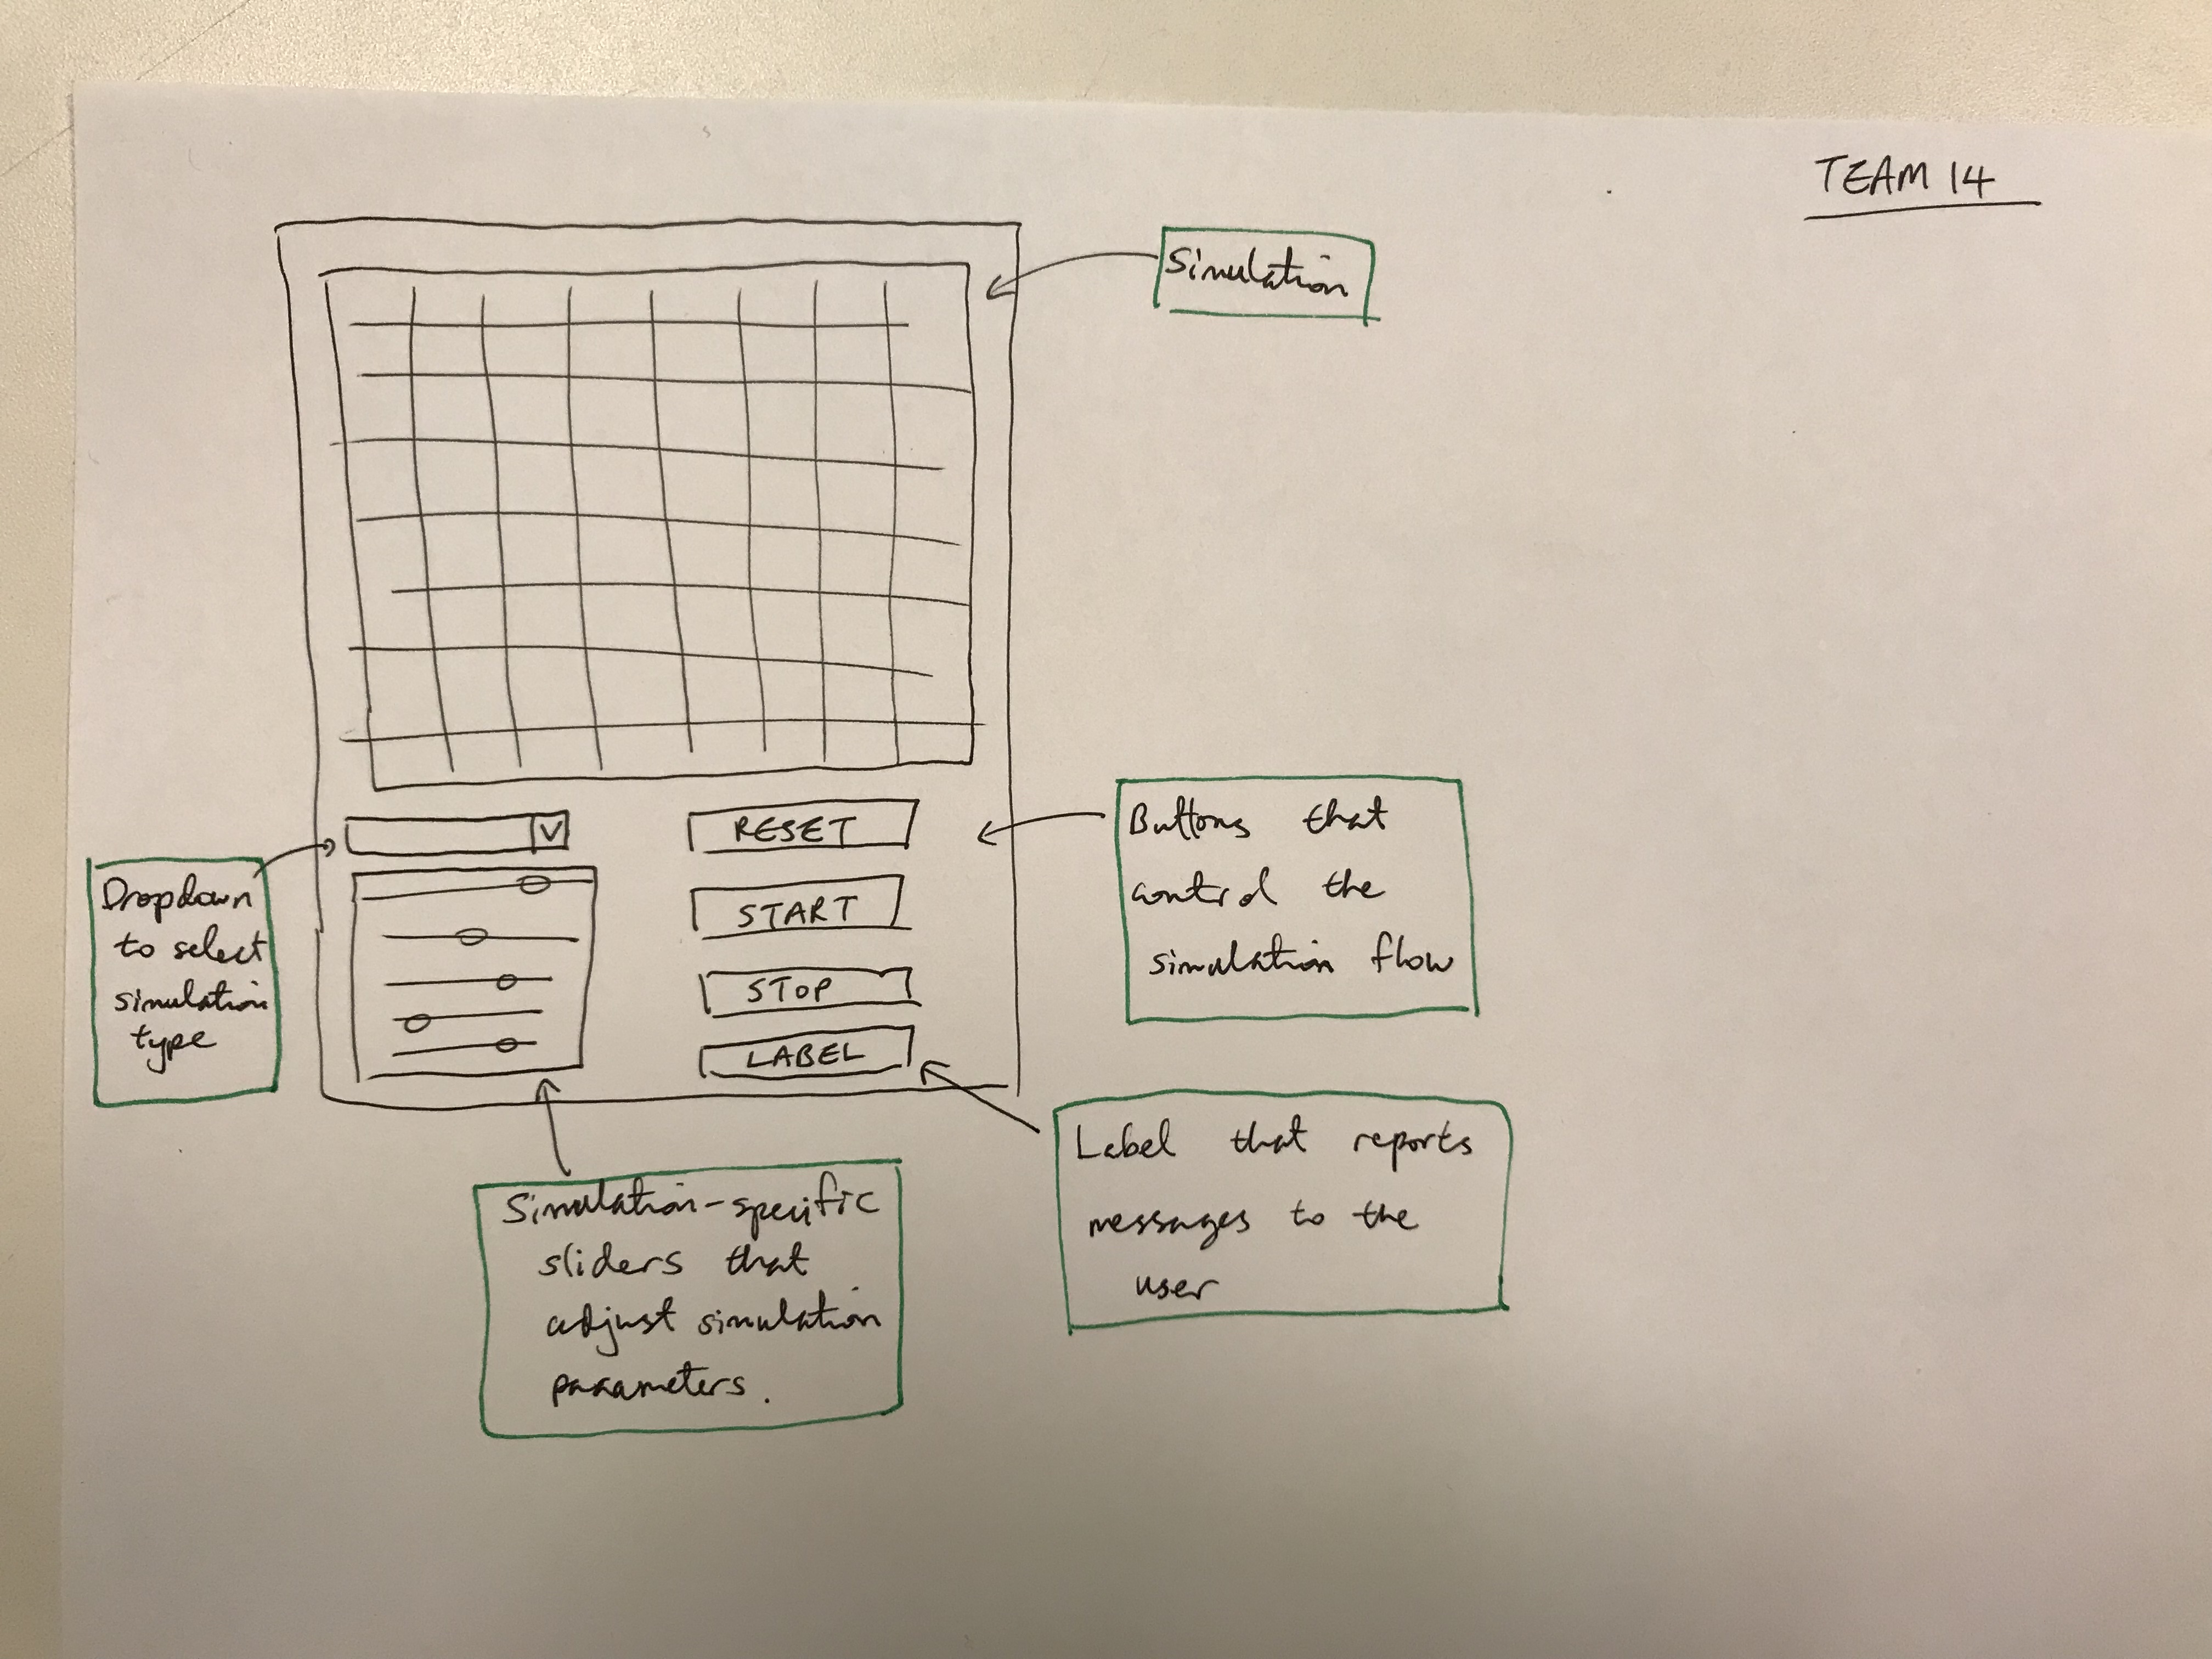 TEAM 14
Simulation
Dropdown
to select
simulation
type
RESET
START
STOP
LABEL
Buttons that
control the
simulation flow
Simulation-specific
sliders that
adjust simulation
parameters.
Label that reports
messages to the
user